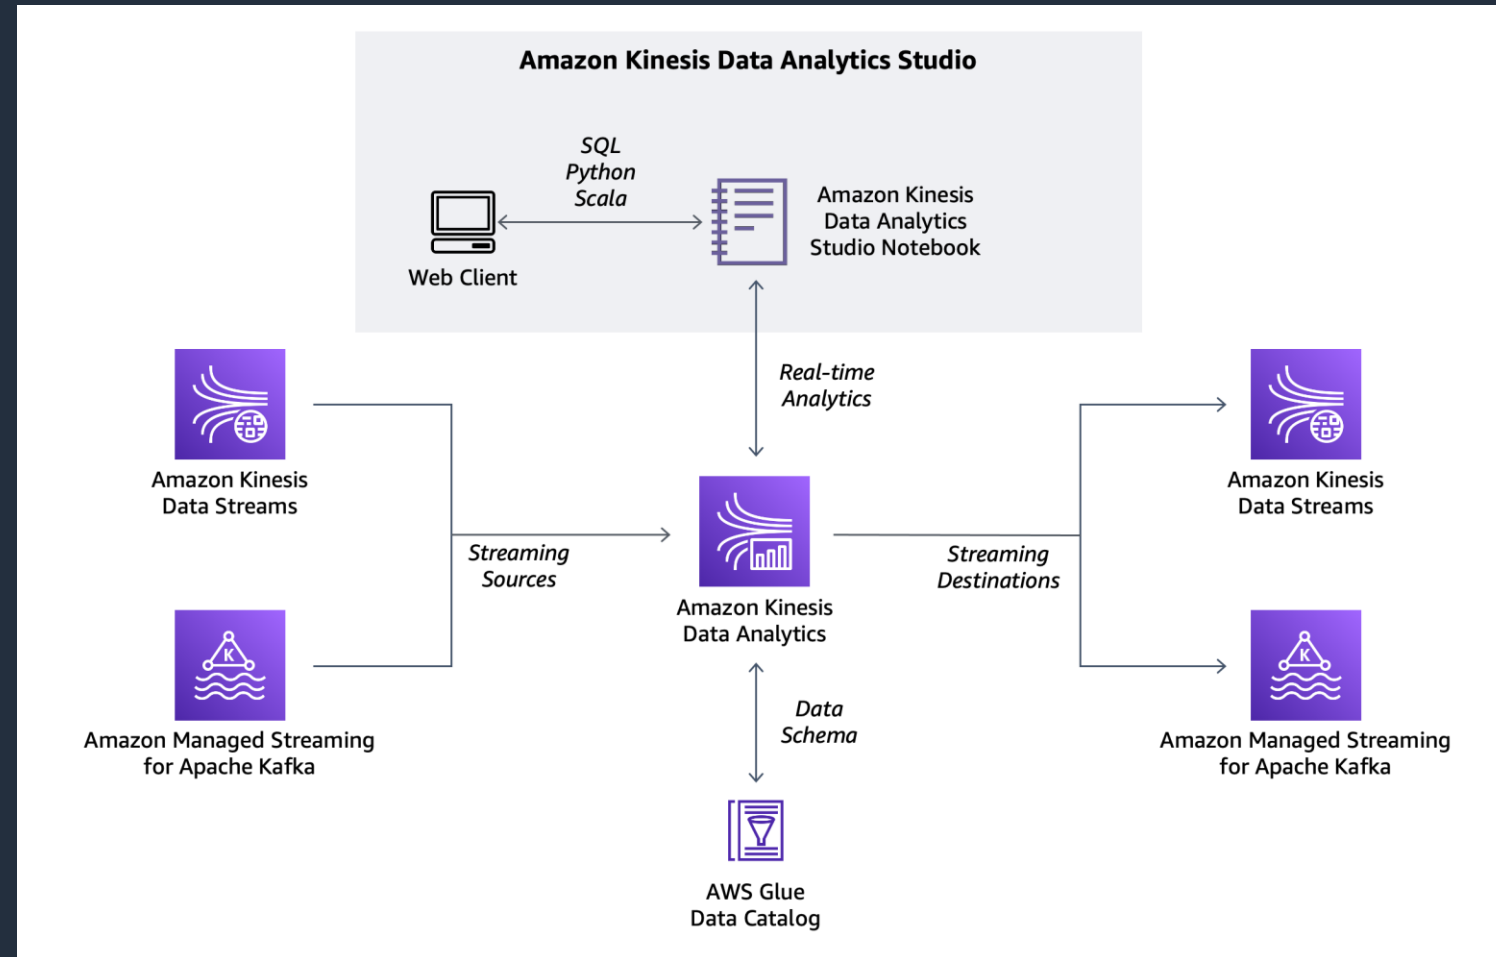 Amazon Kinesis Data Analytics Studio
SQL
Python
Scala
Web Client
Amazon Kinesis
Data Analytics
Studio Notebook
Real-time
Analytics
Amazon Kinesis
Data Streams
Amazon Managed Streaming
for Apache Kafka
K
Streaming
Sources
Amazon Kinesis
Data Analytics
Streaming
Destinations
Amazon Kinesis
Data Streams
K
Amazon Managed Streaming
for Apache Kafka
Data
Schema
AWS Glue
Data Catalog